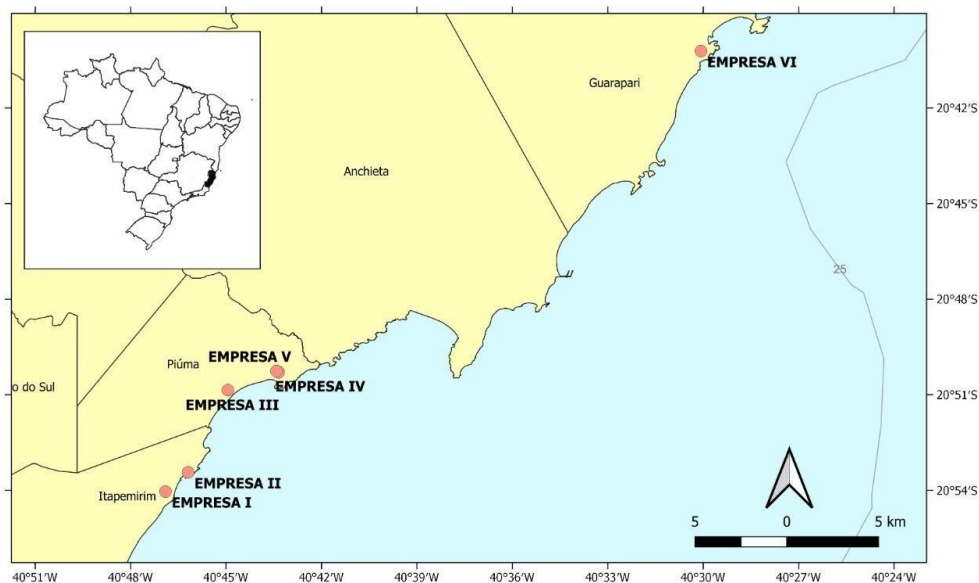 EMPRESA VI
Guarapari
20°42'S
Anchieta
20°45'S
25
20°48'S
EMPRESA V
Piúma
EMPRESA IV
o do Sul
EMPRESA III
20°51'S
EMPRESA II
Itapemirim
EMPRESA I
20°54'S
5 0 5 km
40°51'W 40°48'W 40°45'W 40°42'W 40°39'W 40°36'W 40°33'W 40°30'W 40°27'W 40°24'W